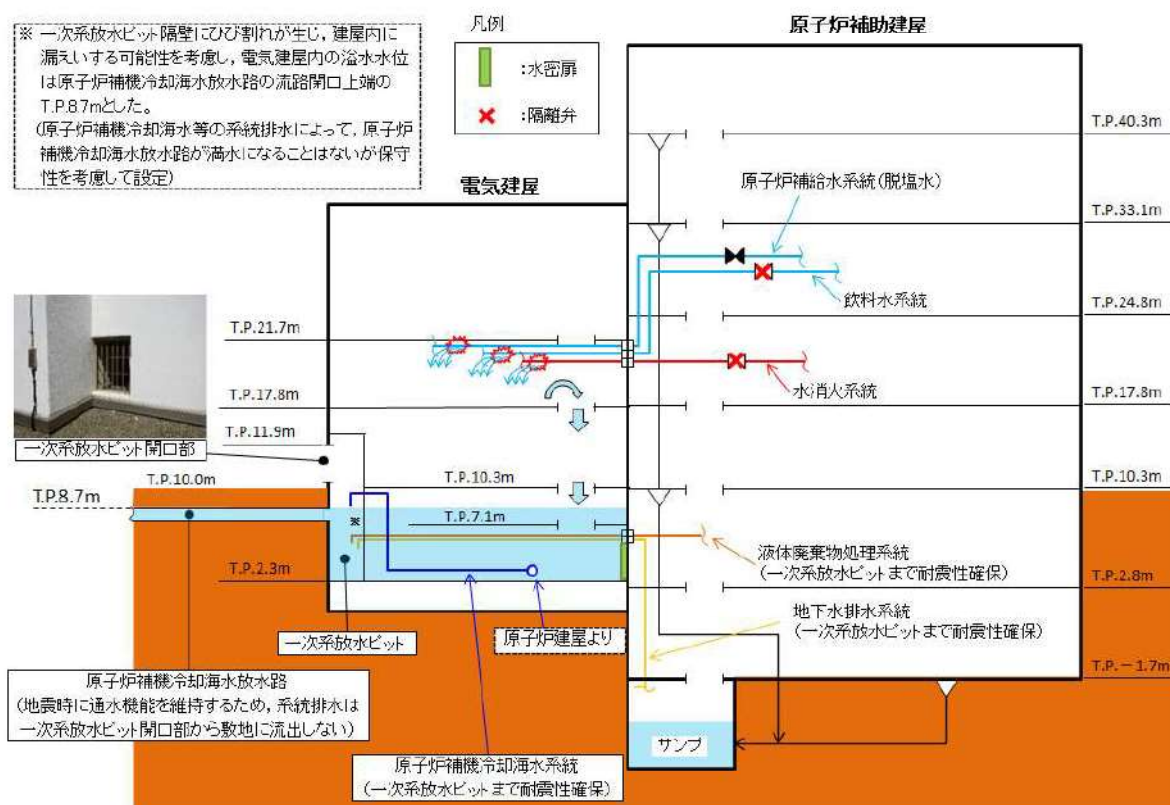 ※ 一次系放水ピット隔壁にひび割れが生じ，建屋内に
漏えいする可能性を考慮し，電気建屋内の溢水水位
は原子炉補機冷却海水放水路の流路開口上端の
T.P.8.7mとした。
(原子炉補機冷却海水等の系統排水によって，原子炉
補機冷却海水放水路が満水になることはないが保守
性を考慮して設定)
凡例
:水密扉
:隔離弁
原子炉補助建屋
電気建屋
T.P.40.3m
原子炉補給水系統(脱塩水)
T.P.33.1m
飲料水系統
T.P.24.8m
T.P.21.7m
水消火系統
T.P.17.8m
T.P.17.8m
T.P.11.9m
一次系放水ピット開口部
T.P.10.0m
T.P.10.3m
T.P.10.3m
T.P.8.7m
T.P.7.1m
※
液体廃棄物処理系統
(一次系放水ピットまで耐震性確保)
T.P.2.3m
T.P.2.8m
地下水排水系統
(一次系放水ピットまで耐震性確保)
一次系放水ピット
原子炉建屋より
T.P.－1.7m
原子炉補機冷却海水放水路
(地震時に通水機能を維持するため，系統排水は
一次系放水ピット開口部から敷地に流出しない)
サンプ
原子炉補機冷却海水系統
(一次系放水ピットまで耐震性確保)